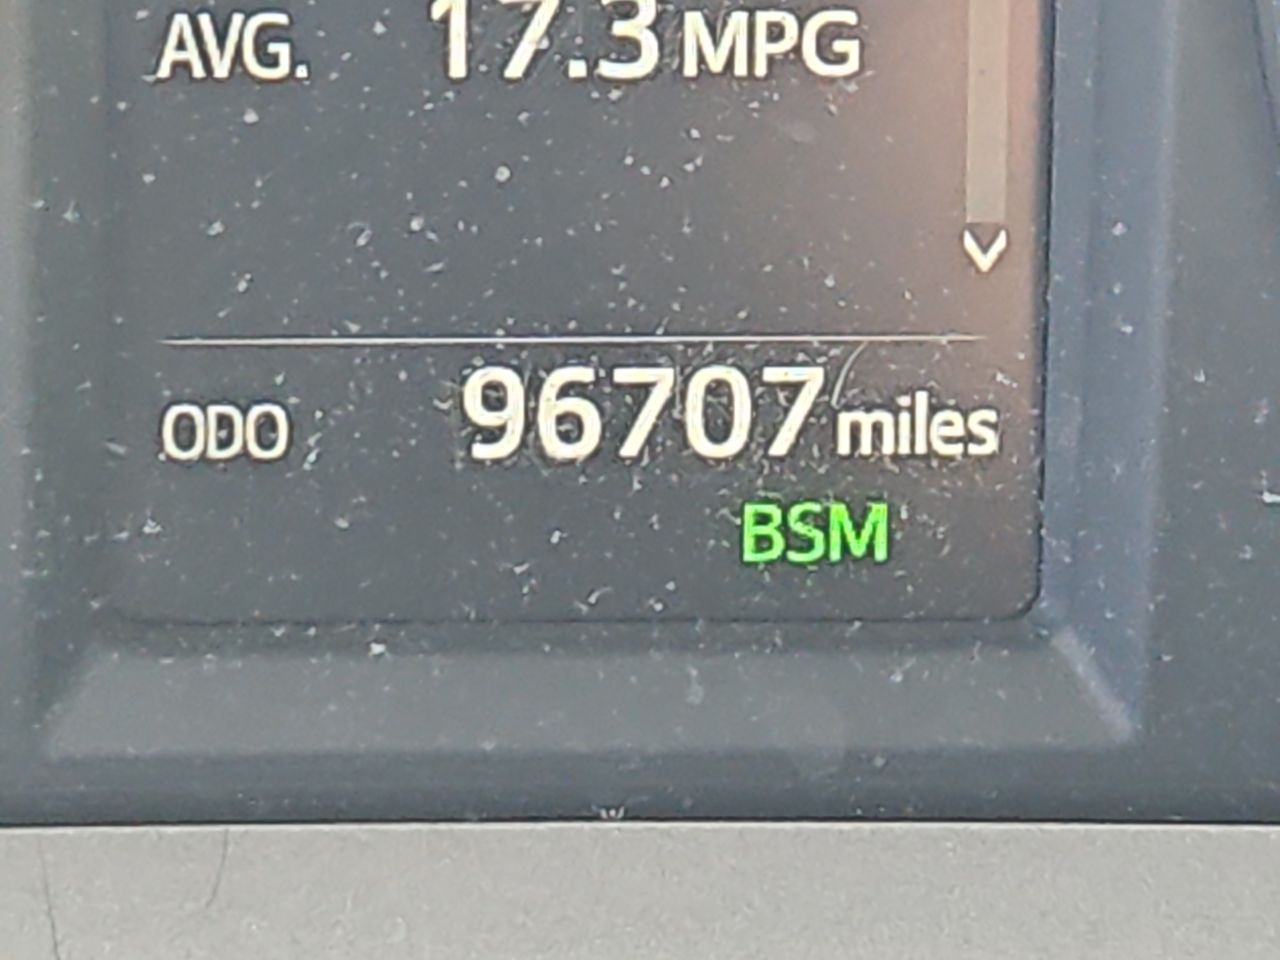 AVG. 17.3 MPG
ODO 96707 miles
BSM